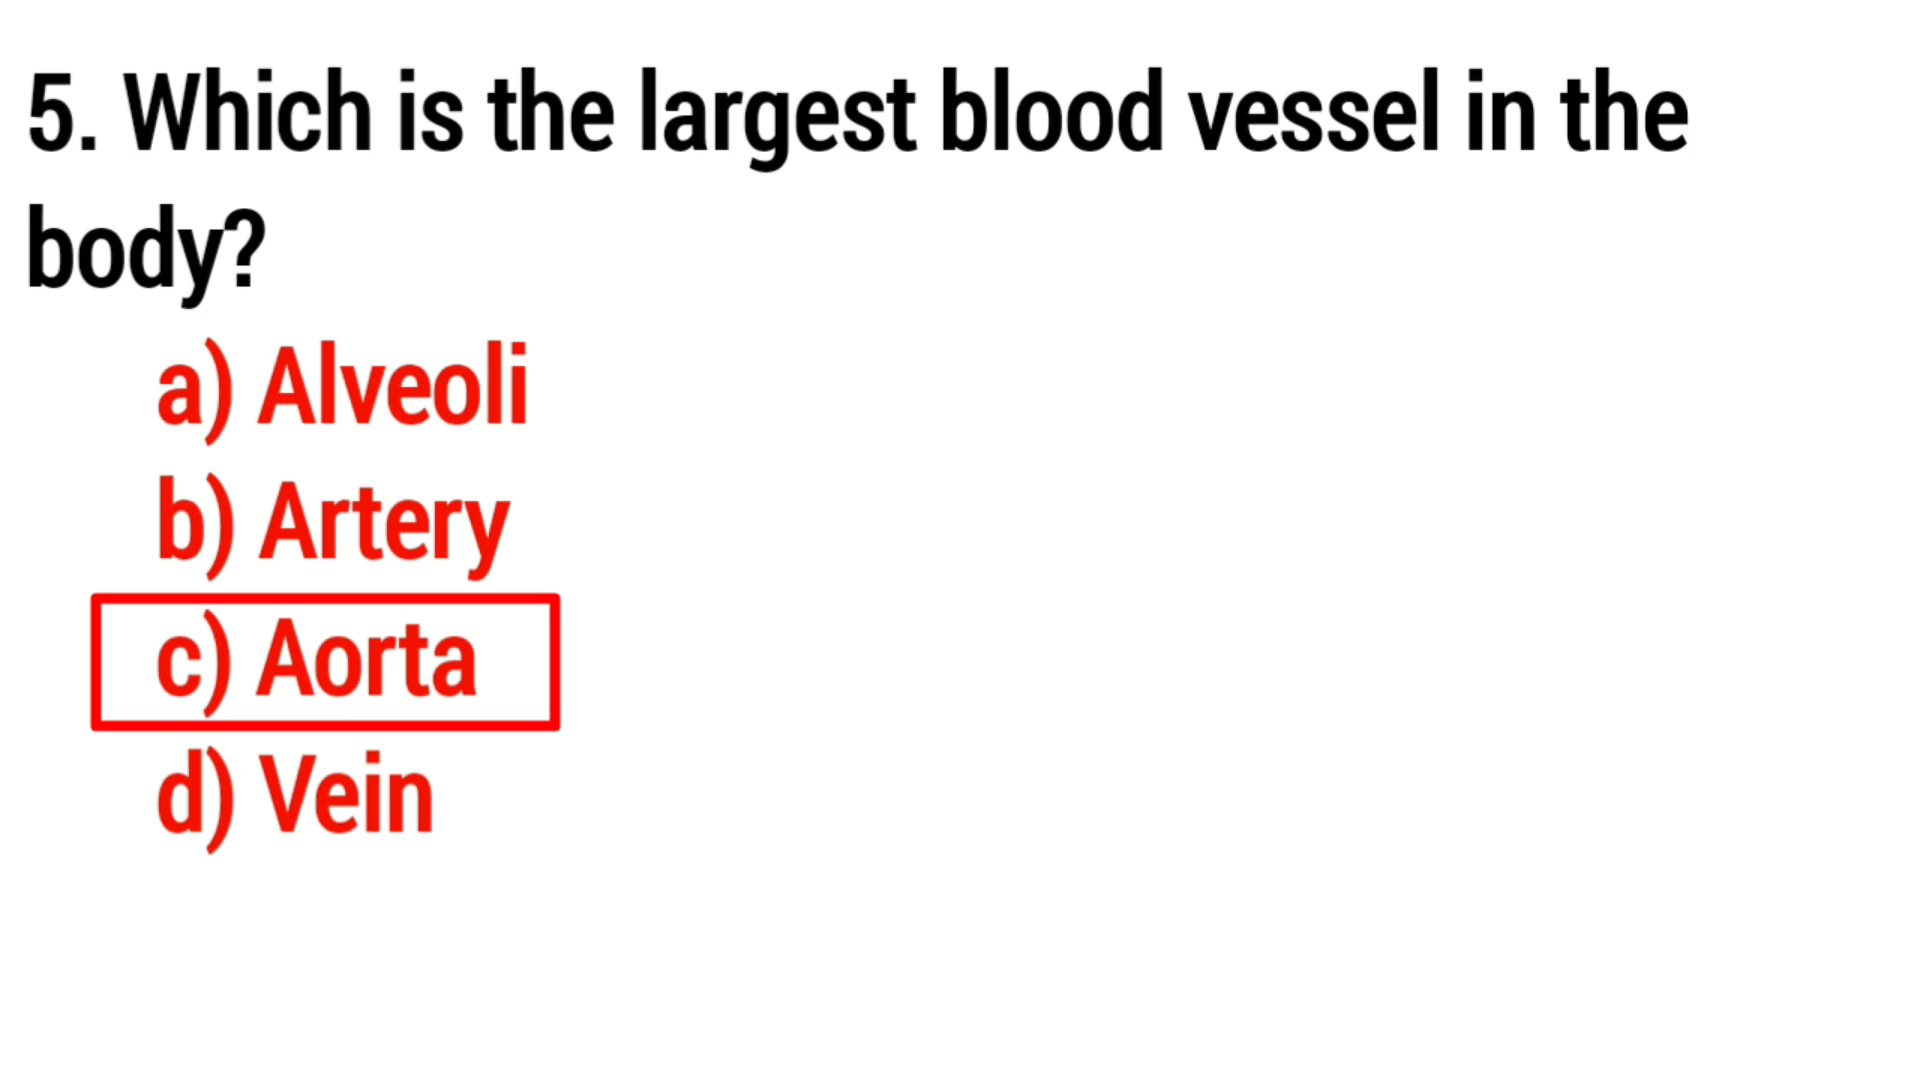 5. Which is the largest blood vessel in the
body?
a) Alveoli
b) Artery
c) Aorta
d) Vein